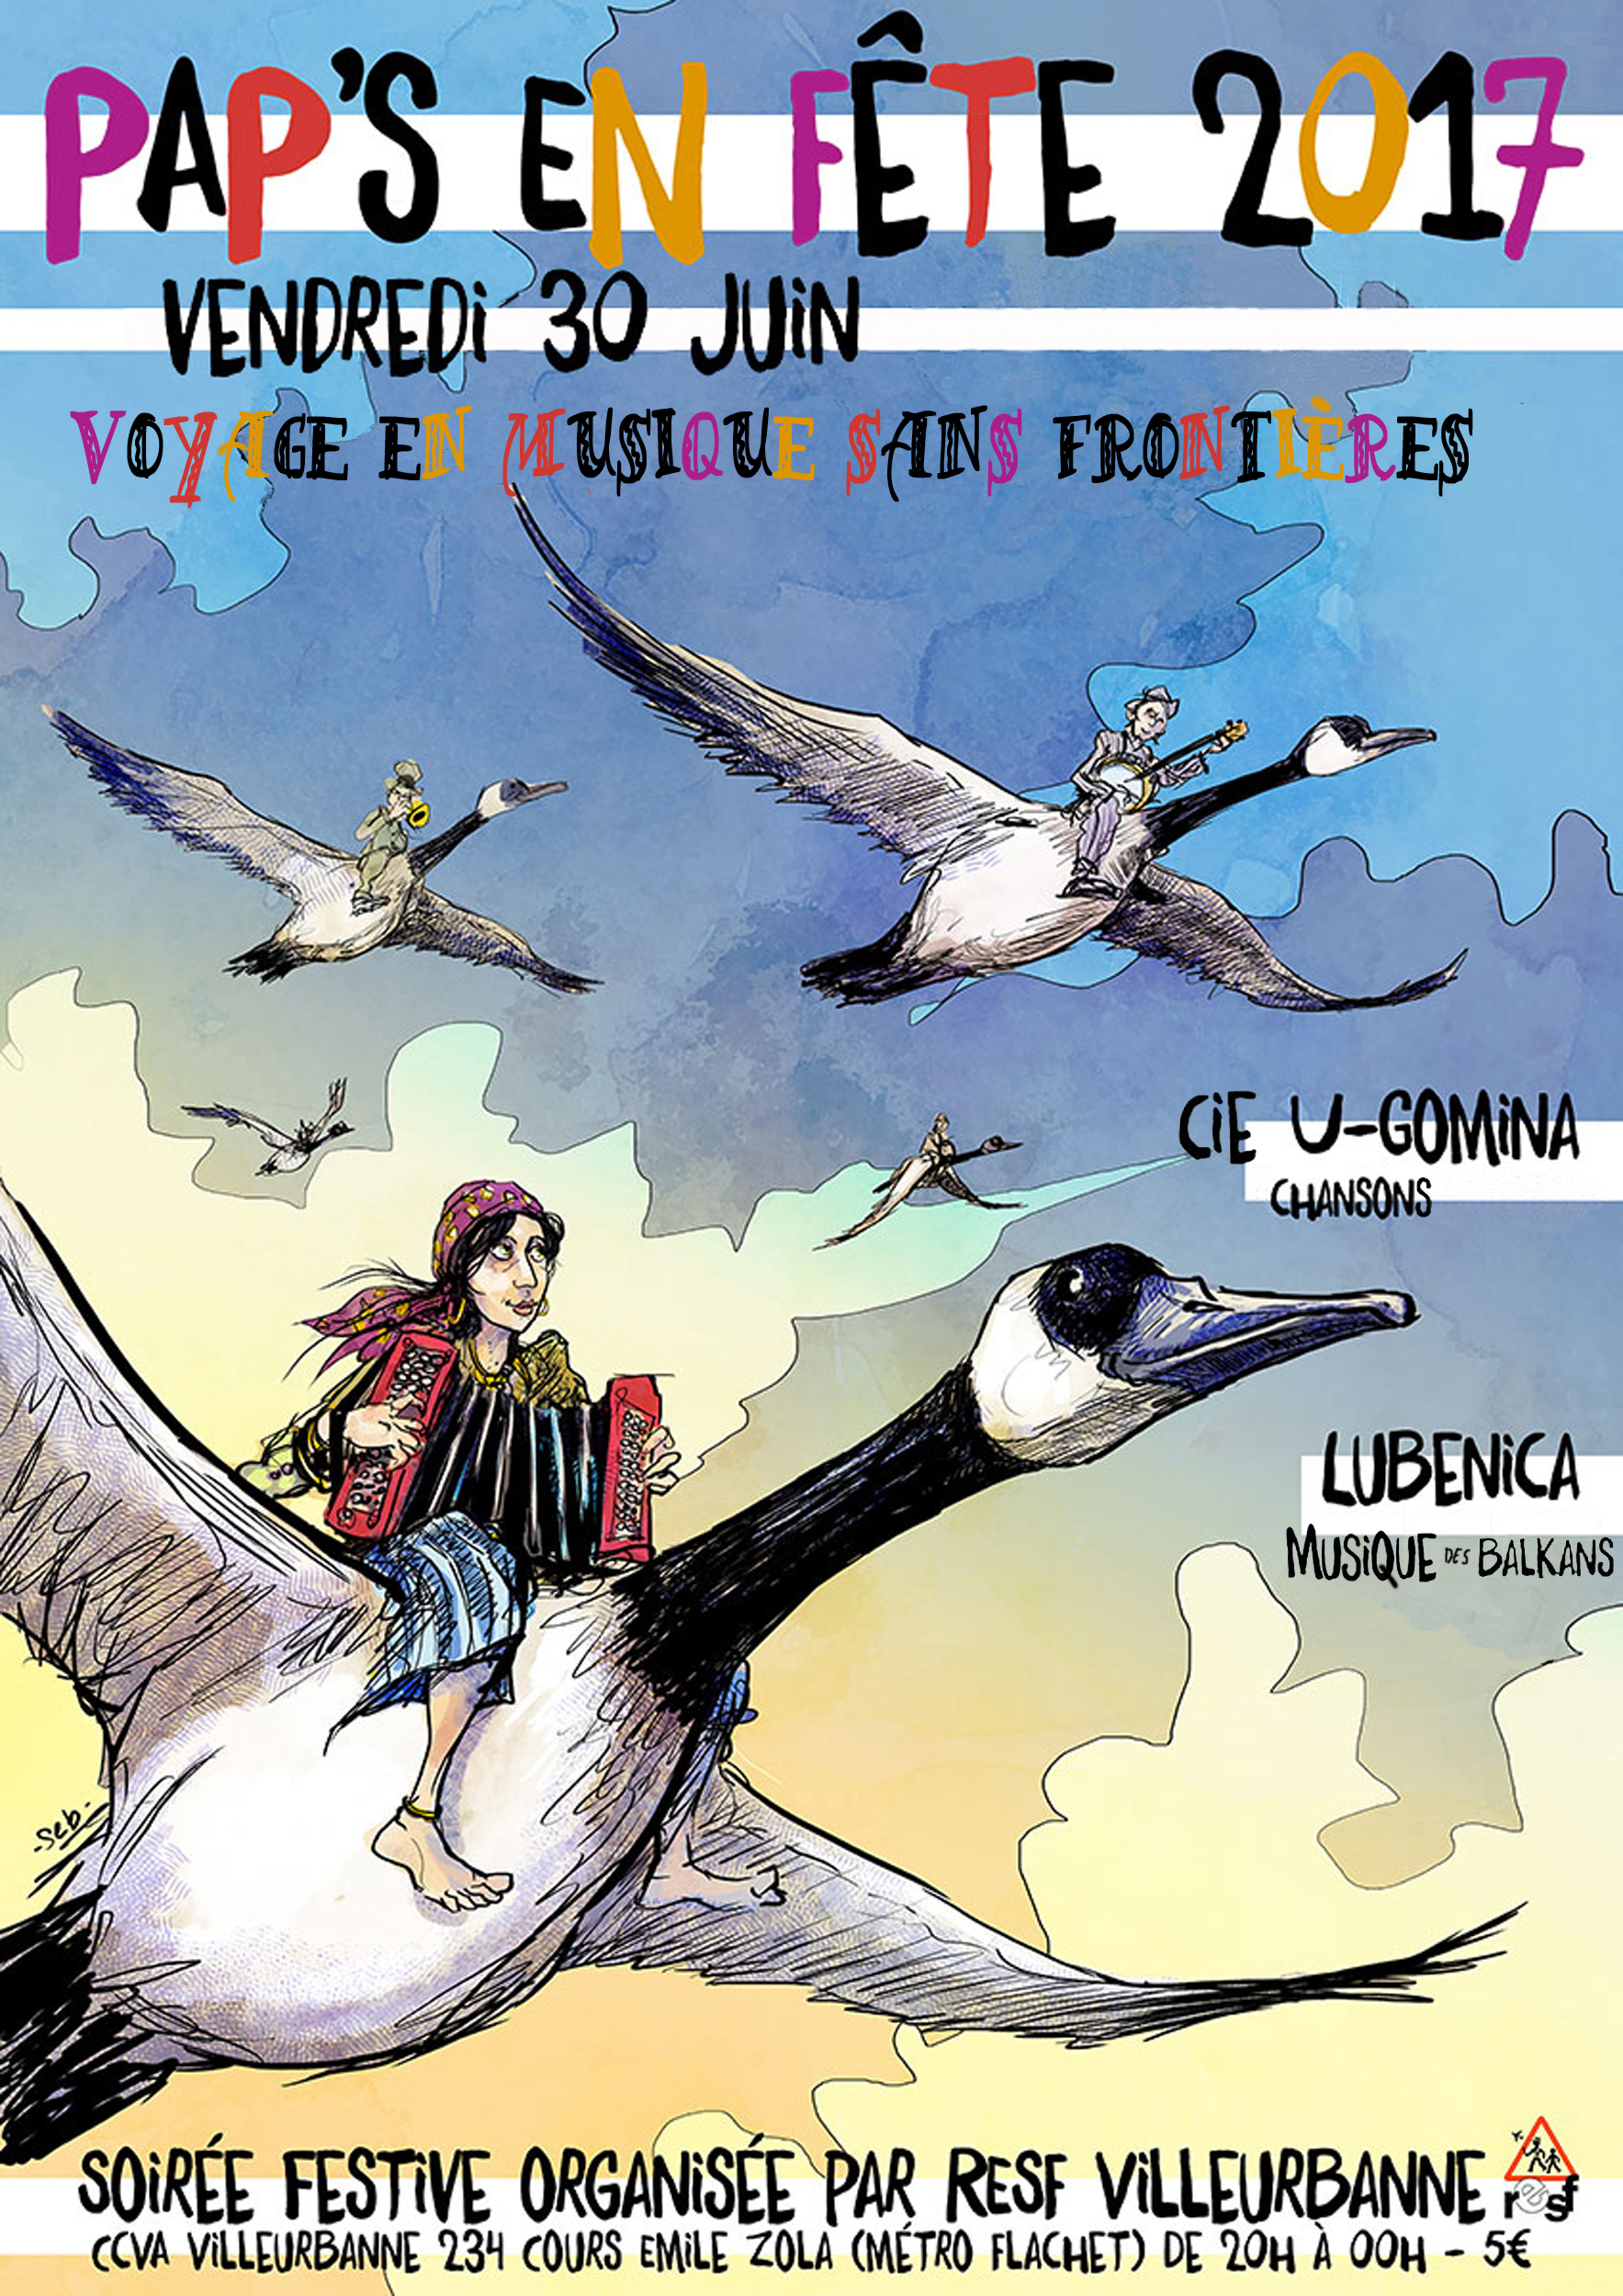 PAP'S EN FÊTE 2017
VENDREDI 30 JUIN
VOYAGE EN MUSIQUE SANS FRONTIÈRES
CIE U-GOMINA
CHANSONS
LUBENICA
MUSIQUE DES BALKANS
-seb-
SOIRÉE FESTIVE ORGANISÉE PAR RESF VILLEURBANNE
resf
CCVA VILLEURBANNE 234 COURS EMILE ZOLA (MÉTRO FLACHET) DE 20H À 00H - 5€